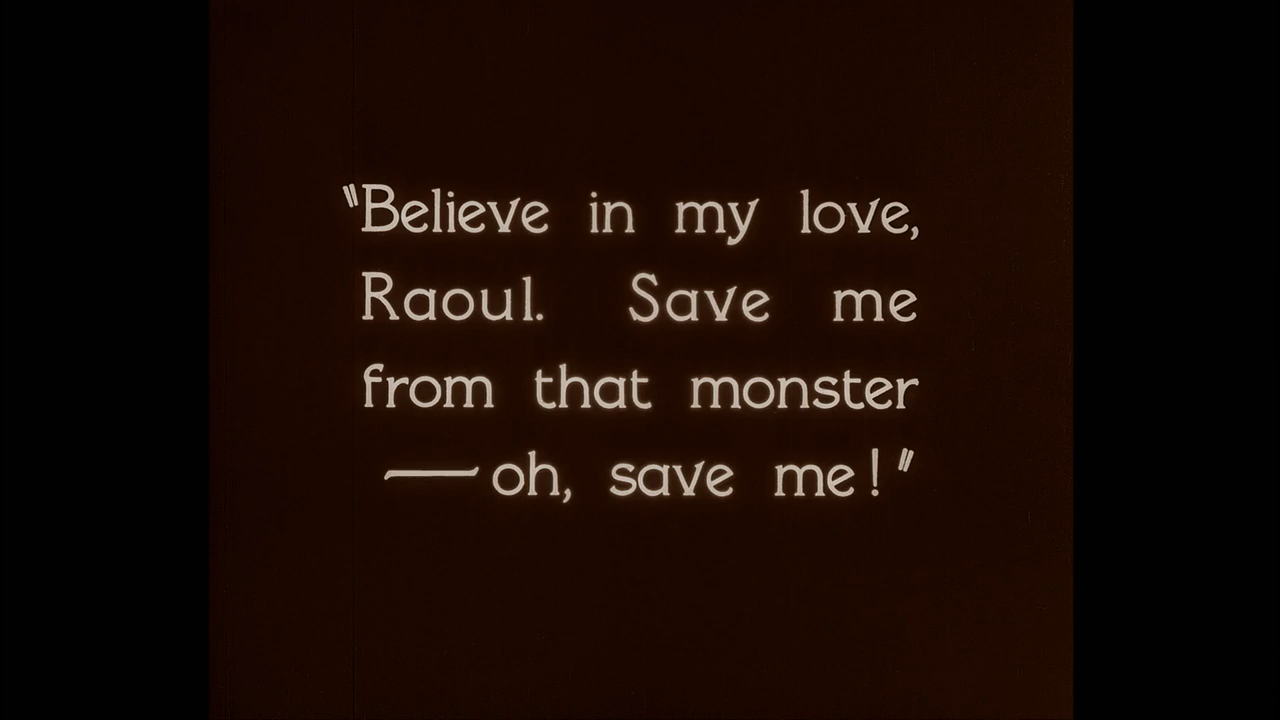 "Believe in my love,
Raoul. Save me
from that monster
—oh, save me!"